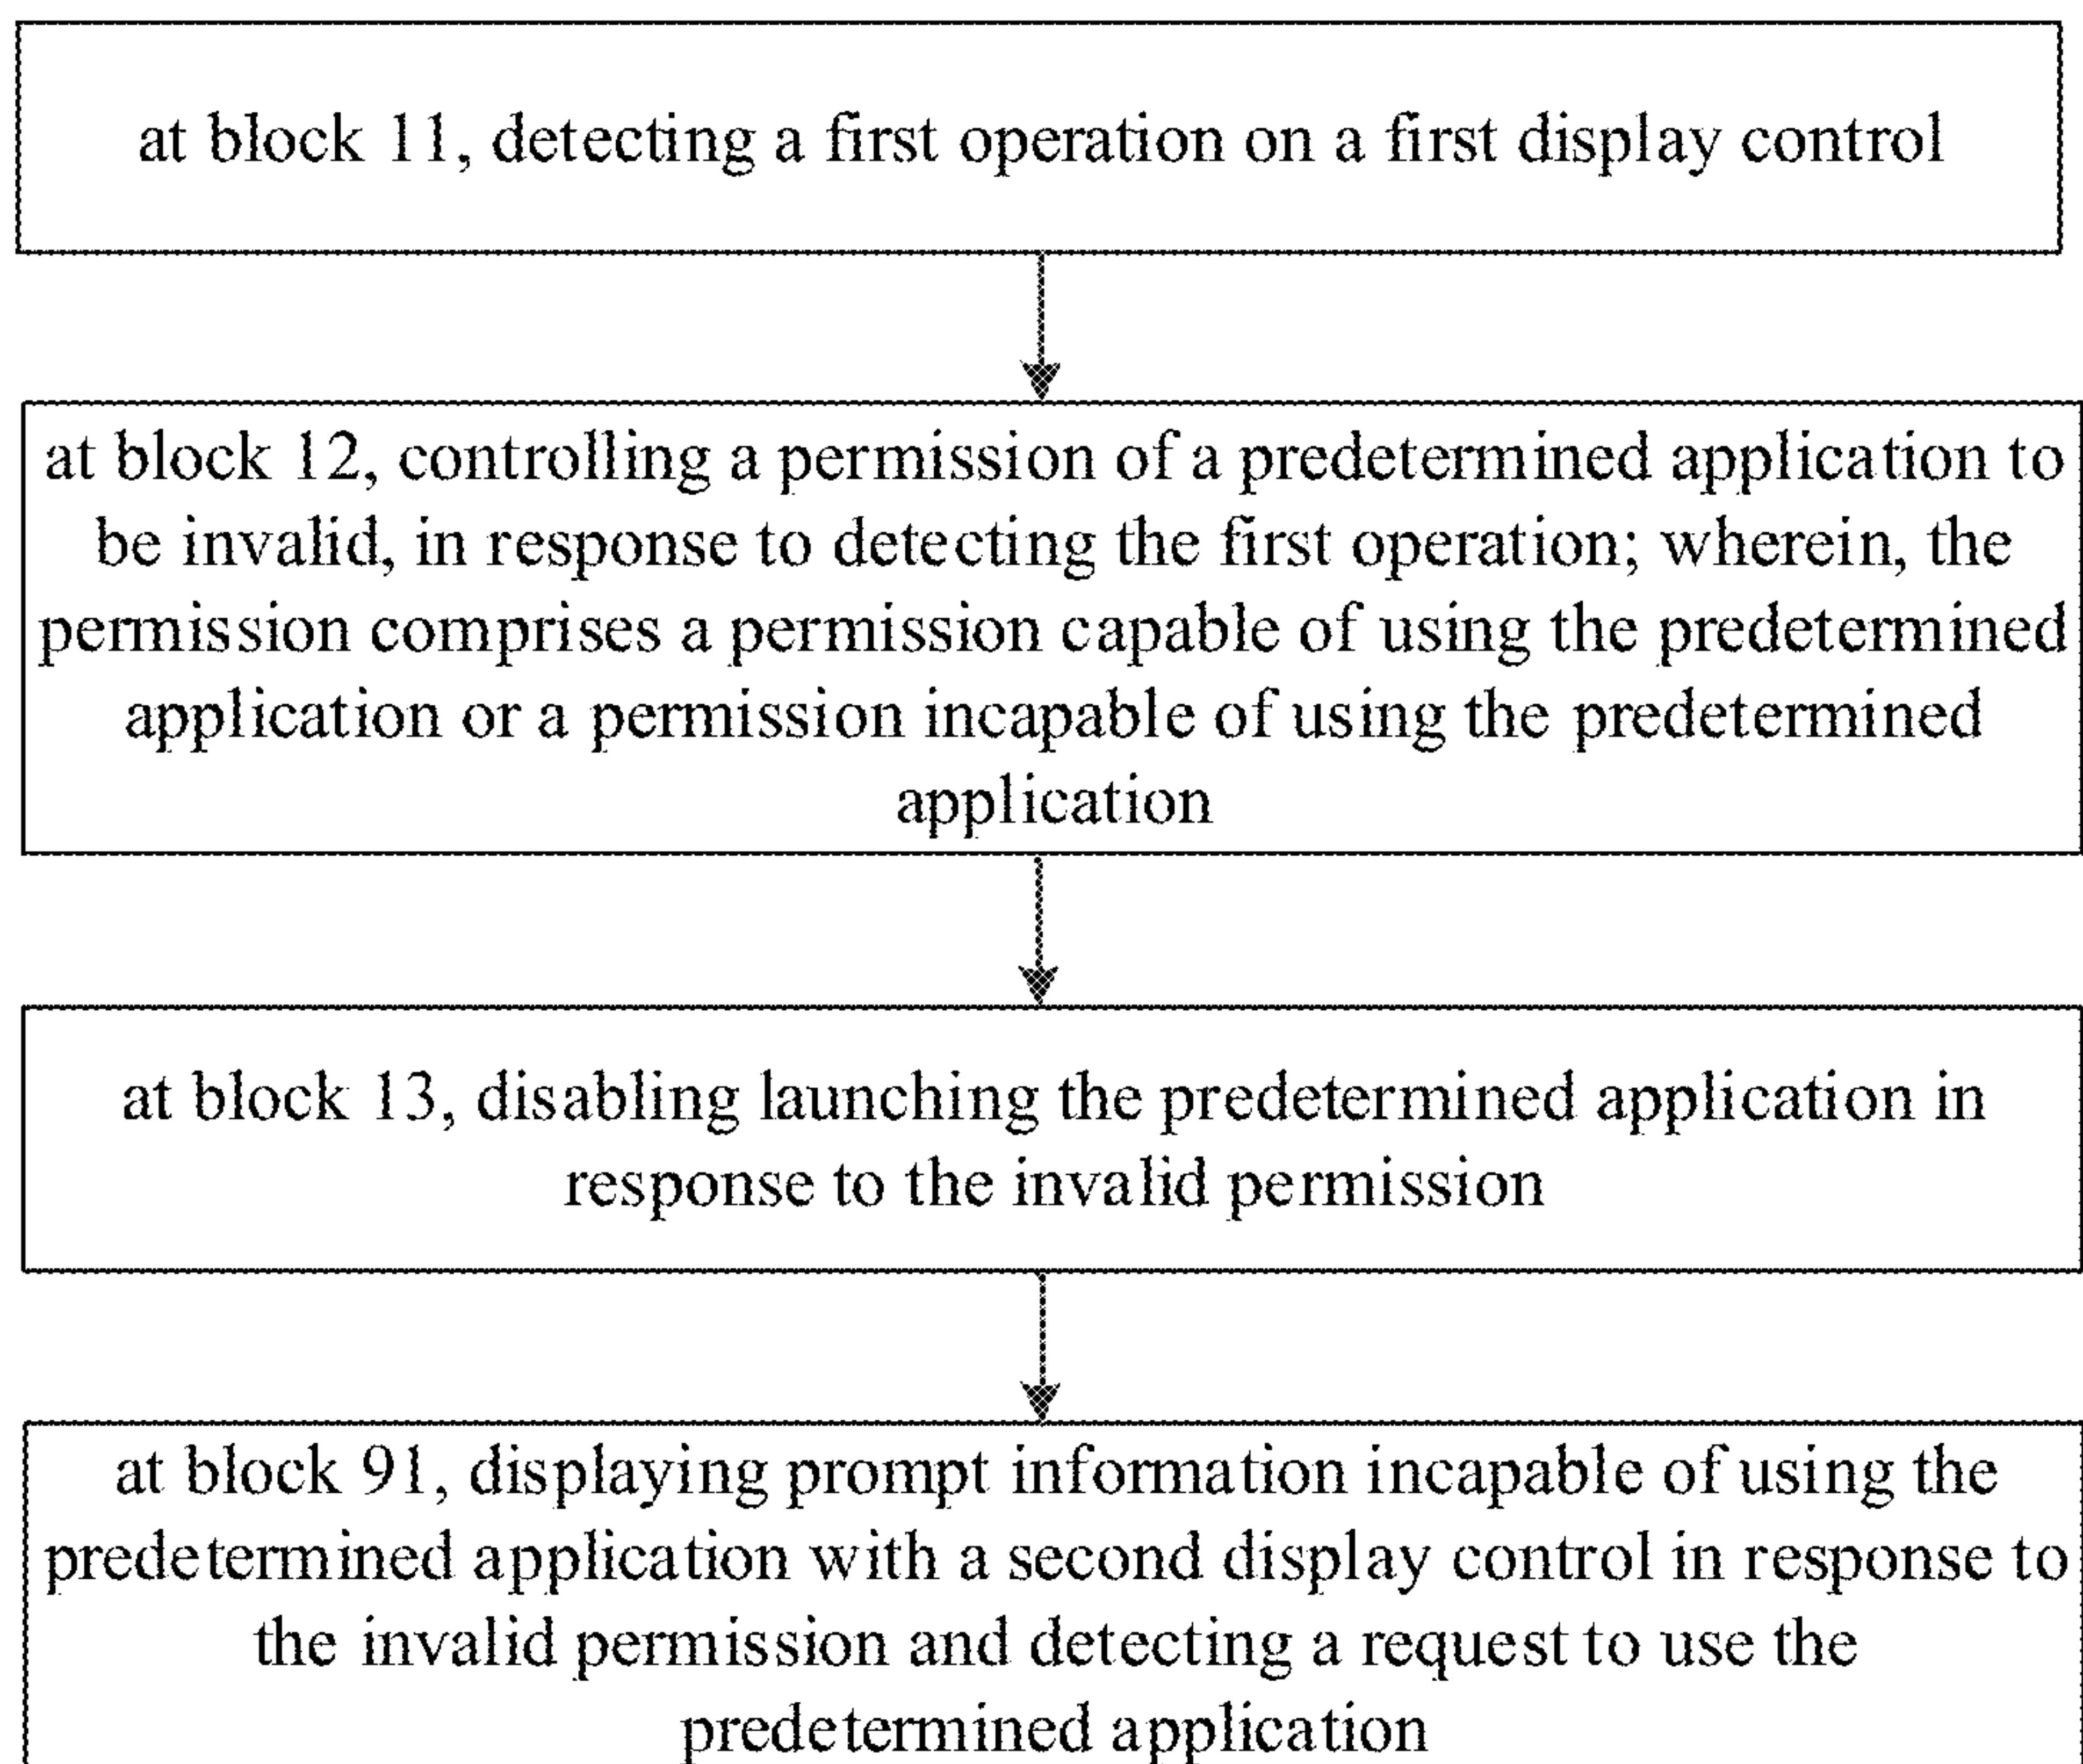 at block 11, detecting a first operation on a first display control
at block 12, controlling a permission of a predetermined application to
be invalid, in response to detecting the first operation; wherein, the
permission comprises a permission capable of using the predetermined
application or a permission incapable of using the predetermined
application
at block 13, disabling launching the predetermined application in
response to the invalid permission
at block 91, displaying prompt information incapable of using the
predetermined application with a second display control in response to
the invalid permission and detecting a request to use the
predetermined application